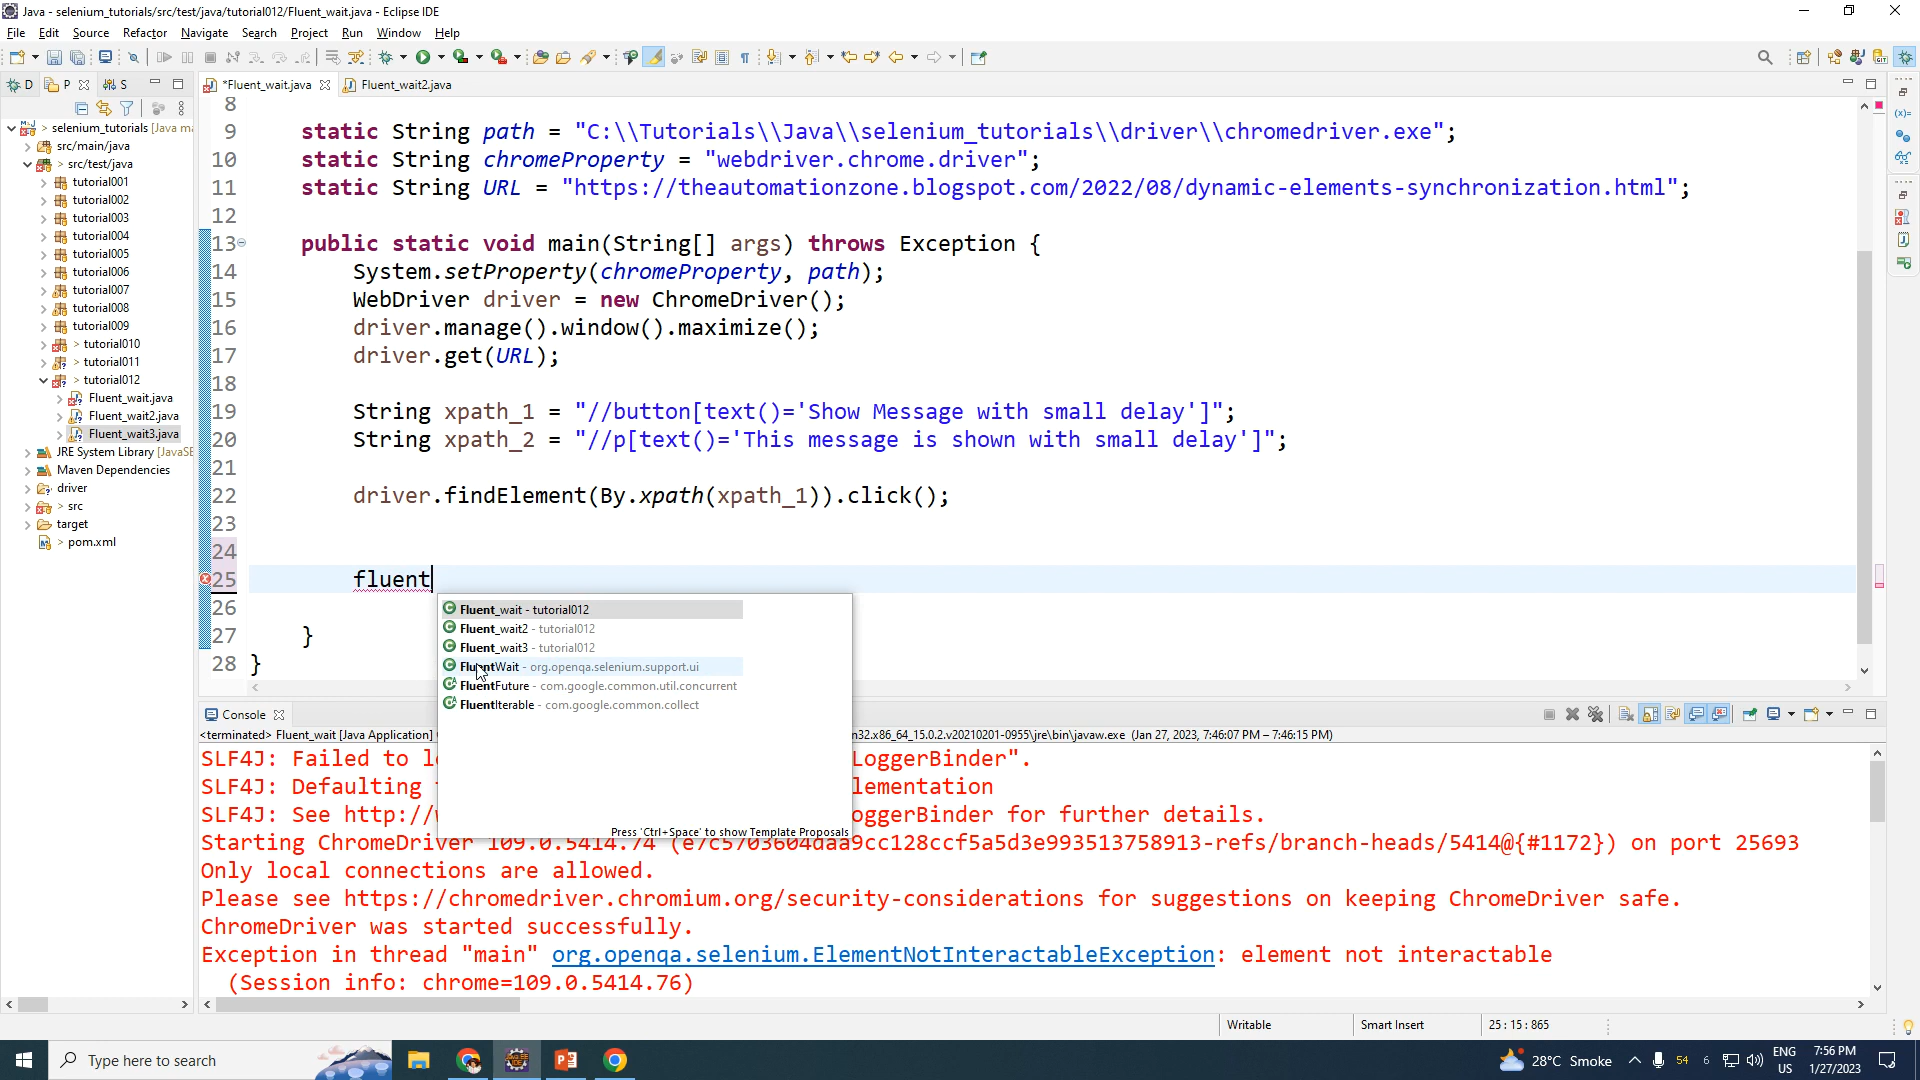 Java - selenium_tutorials/src/test/java/tutorial012/Fluent_wait.java - Eclipse IDE
File Edit Source Refactor Navigate Search Project Run Window Help
D P S
*Fluent_wait.java Fluent_wait2.java
selenium_tutorials [Java ma
src/main/java
src/test/java
tutorial001
tutorial002
tutorial003
tutorial004
tutorial005
tutorial006
tutorial007
tutorial008
tutorial009
tutorial010
tutorial011
tutorial012
Fluent_wait.java
Fluent_wait2.java
Fluent_wait3.java
JRE System Library [JavaSE
Maven Dependencies
driver
src
target
pom.xml
8
9 static String path = "C:\\Tutorials\\Java\\selenium_tutorials\\driver\\chromedriver.exe";
10 static String chromeProperty = "webdriver.chrome.driver";
11 static String URL = "https://theautomationzone.blogspot.com/2022/08/dynamic-elements-synchronization.html";
12
13 public static void main(String[] args) throws Exception {
14 System.setProperty(chromeProperty, path);
15 WebDriver driver = new ChromeDriver();
16 driver.manage().window().maximize();
17 driver.get(URL);
18
19 String xpath_1 = "//button[text()='Show Message with small delay']";
20 String xpath_2 = "//p[text()='This message is shown with small delay']";
21
22 driver.findElement(By.xpath(xpath_1)).click();
23
24
25 fluent
26
27 }
28 }
Fluent_wait - tutorial012
Fluent_wait2 - tutorial012
Fluent_wait3 - tutorial012
FluentWait - org.openqa.selenium.support.ui
FluentFuture - com.google.common.util.concurrent
FluentIterable - com.google.common.collect
Press 'Ctrl+Space' to show Template Proposals
Console
<terminated> Fluent_wait [Java Application] n32.x86_64_15.0.2.v20210201-0955\jre\bin\javaw.exe (Jan 27, 2023, 7:46:07 PM – 7:46:15 PM)
SLF4J: Failed to lo LoggerBinder".
SLF4J: Defaulting lementation
SLF4J: See http://w oggerBinder for further details.
Starting ChromeDriver 109.0.5414.74 (e7c5703604daa9cc128ccf5a5d3e993513758913-refs/branch-heads/5414@{#1172}) on port 25693
Only local connections are allowed.
Please see https://chromedriver.chromium.org/security-considerations for suggestions on keeping ChromeDriver safe.
ChromeDriver was started successfully.
Exception in thread "main" org.openqa.selenium.ElementNotInteractableException: element not interactable
(Session info: chrome=109.0.5414.76)
Writable Smart Insert 25 : 15 : 865
Type here to search
28°C Smoke 54 6 ENG US 7:56 PM 1/27/2023